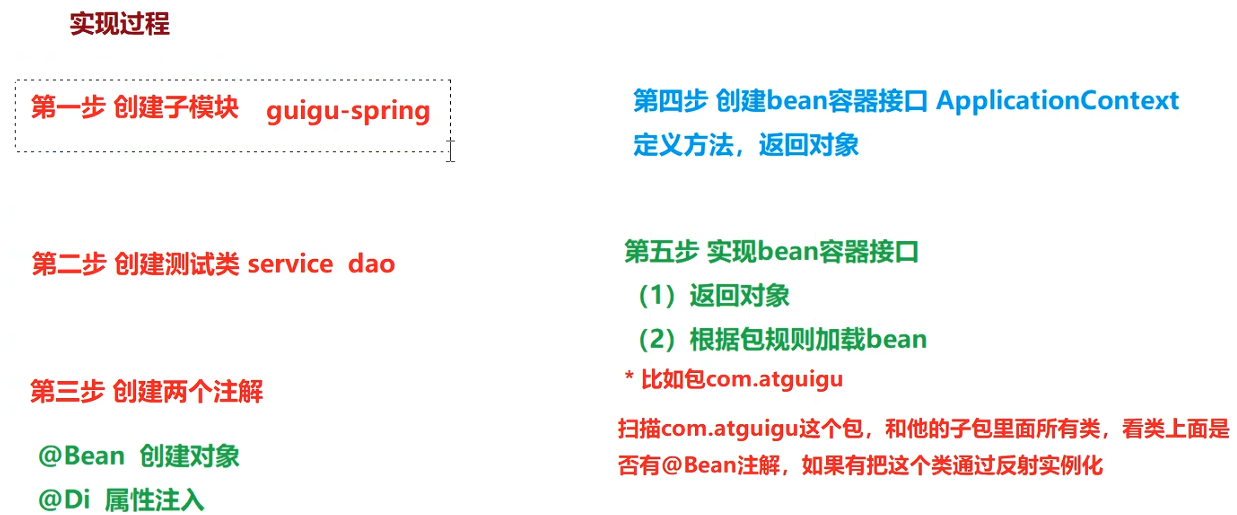 实现过程
第一步 创建子模块 guigu-spring
第二步 创建测试类 service dao
第三步 创建两个注解
@Bean 创建对象
@Di 属性注入
第四步 创建bean容器接口 ApplicationContext
定义方法，返回对象
第五步 实现bean容器接口
（1）返回对象
（2）根据包规则加载bean
* 比如包com.atguigu
扫描com.atguigu这个包，和他的子包里面所有类，看类上面是
否有@Bean注解，如果有把这个类通过反射实例化